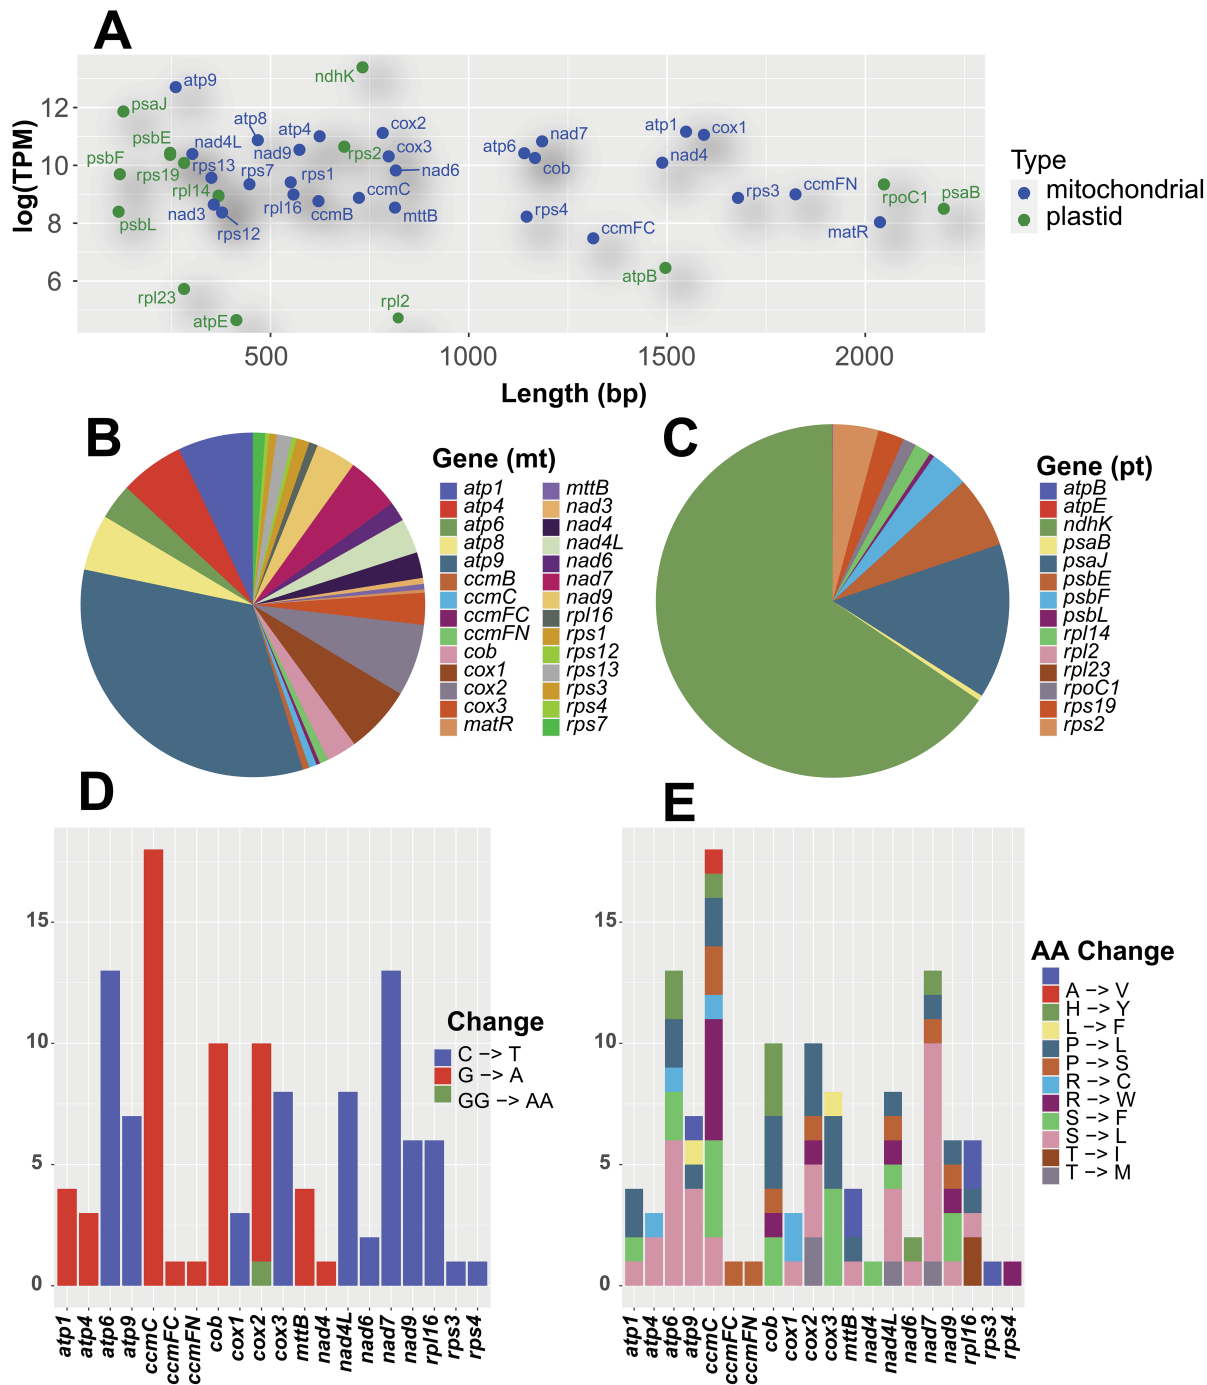 A
log(TPM)
12
10
8
6
atp9
ndhK
psaJ
atp8
atp4
cox2
psbE
nad4L
nad9
rps2
cox3
psbF
rps13
rps19
rps7
rps1
nad6
rpl14
ccmC
nad3
rpl16
ccmB
mttB
psbL
rps12
rpl23
atpE
rpl2
atp6
nad7
cob
rps4
ccmFC
atp1
cox1
nad4
rps3
ccmFN
rpoC1
psaB
matR
atpB
500
1000
1500
2000
Length (bp)
Type
mitochondrial
plastid
B
Gene (mt)
atp1
atp4
atp6
atp8
atp9
ccmB
ccmC
ccmFC
ccmFN
cob
cox1
cox2
cox3
matR
mttB
nad3
nad4
nad4L
nad6
nad7
nad9
rpl16
rps1
rps12
rps13
rps3
rps4
rps7
C
Gene (pt)
atpB
atpE
ndhK
psaB
psaJ
psbE
psbF
psbL
rpl14
rpl2
rpl23
rpoC1
rps19
rps2
D
15
10
5
0
atp1
atp4
atp6
atp9
ccmC
ccmFC
ccmFN
cob
cox1
cox2
cox3
mttB
nad4
nad4L
nad6
nad7
nad9
rpl16
rps3
rps4
Change
C −> T
G −> A
GG −> AA
E
15
10
5
0
atp1
atp4
atp6
atp9
ccmC
ccmFC
ccmFN
cob
cox1
cox2
cox3
mttB
nad4
nad4L
nad6
nad7
nad9
rpl16
rps3
rps4
AA Change
A −> V
H −> Y
L −> F
P −> L
P −> S
R −> C
R −> W
S −> F
S −> L
T −> I
T −> M